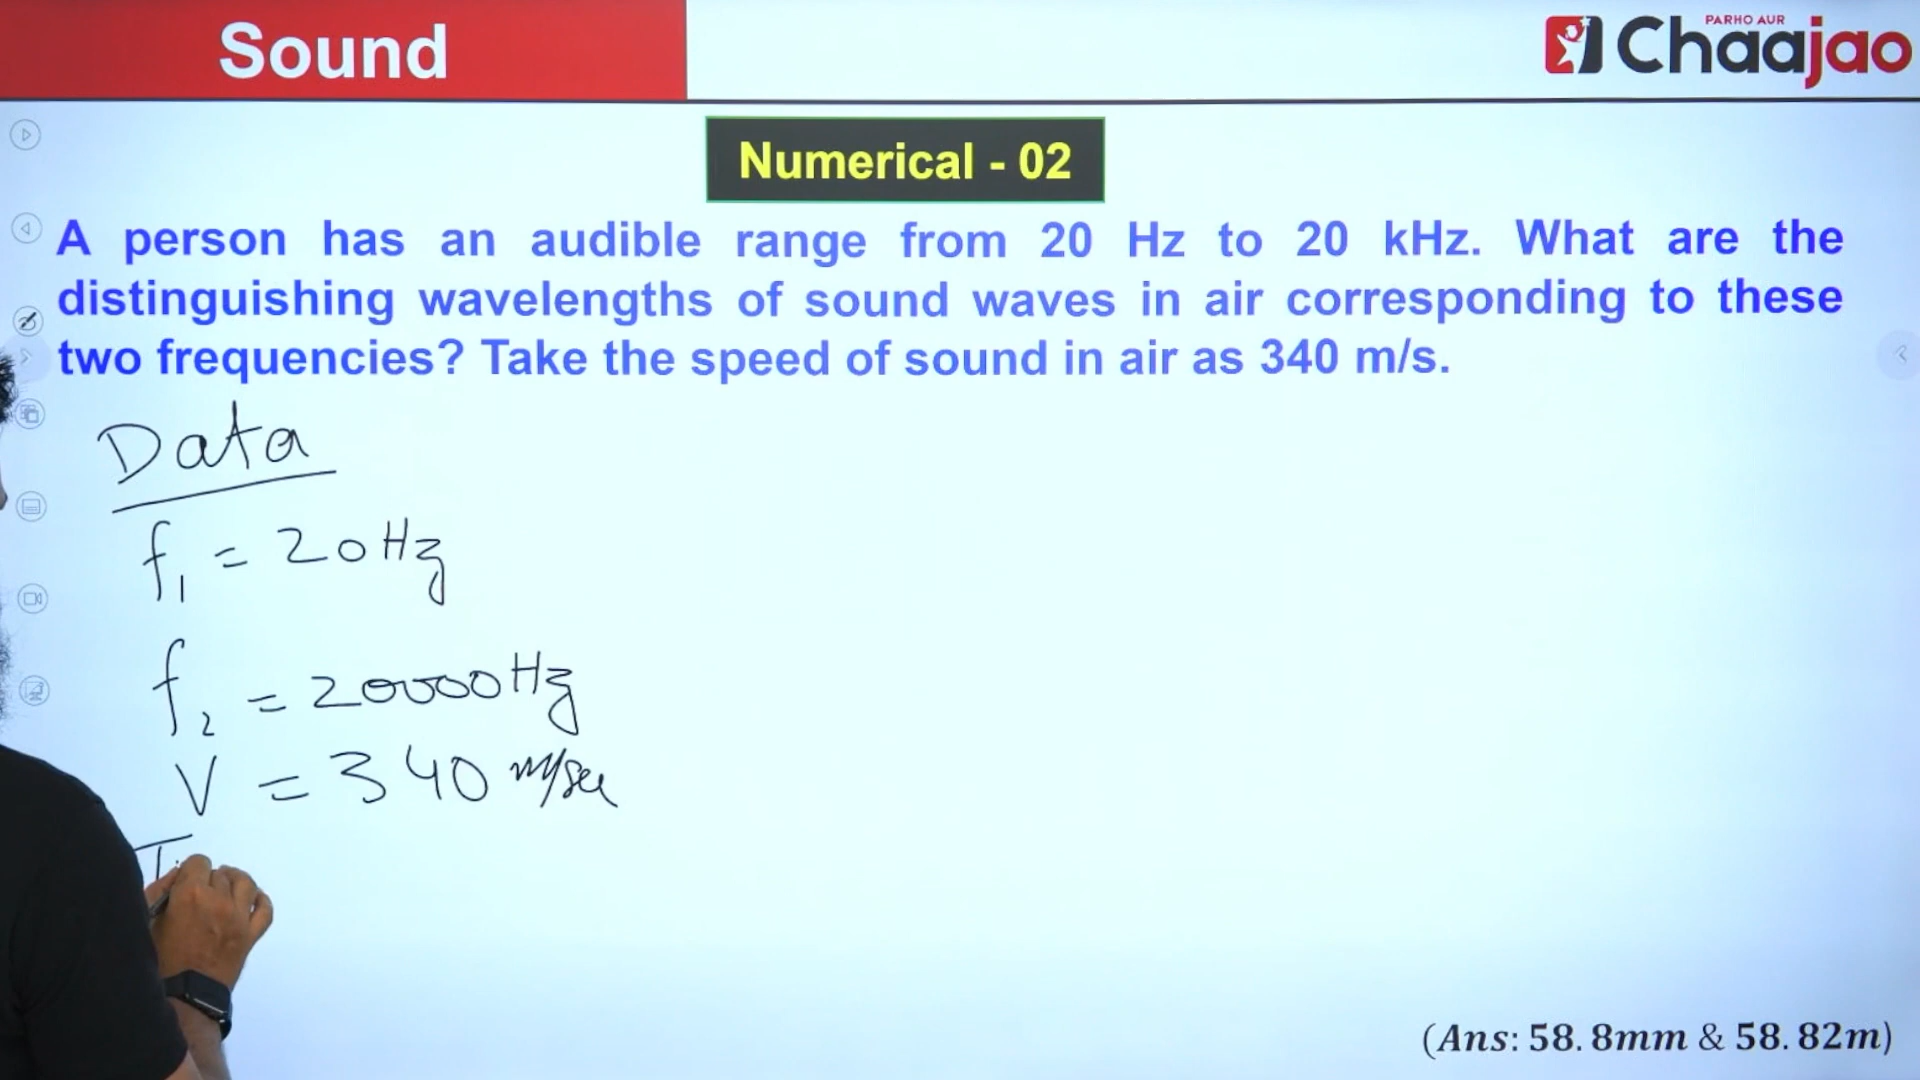 Sound
PARHO AUR
Chaajao
Numerical - 02
A person has an audible range from 20 Hz to 20 kHz. What are the
distinguishing wavelengths of sound waves in air corresponding to these
two frequencies? Take the speed of sound in air as 340 m/s.
Data
f₁ = 20Hz
f₂ = 20000Hz
V = 340 m/sec
(Ans: 58.8mm & 58.82m)